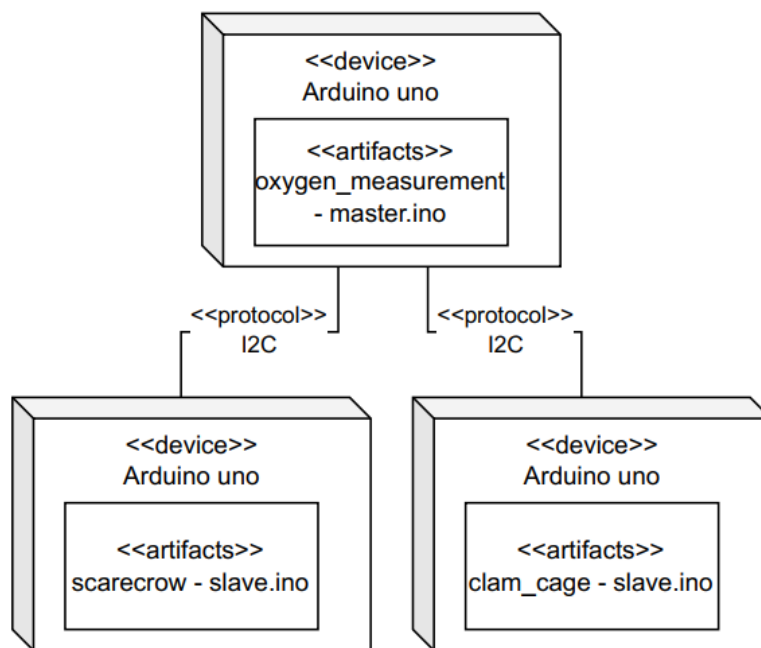 <<device>>
Arduino uno
<<artifacts>>
oxygen_measurement
- master.ino
<<protocol>>
I2C
<<protocol>>
I2C
<<device>>
Arduino uno
<<artifacts>>
scarecrow - slave.ino
<<device>>
Arduino uno
<<artifacts>>
clam_cage - slave.ino